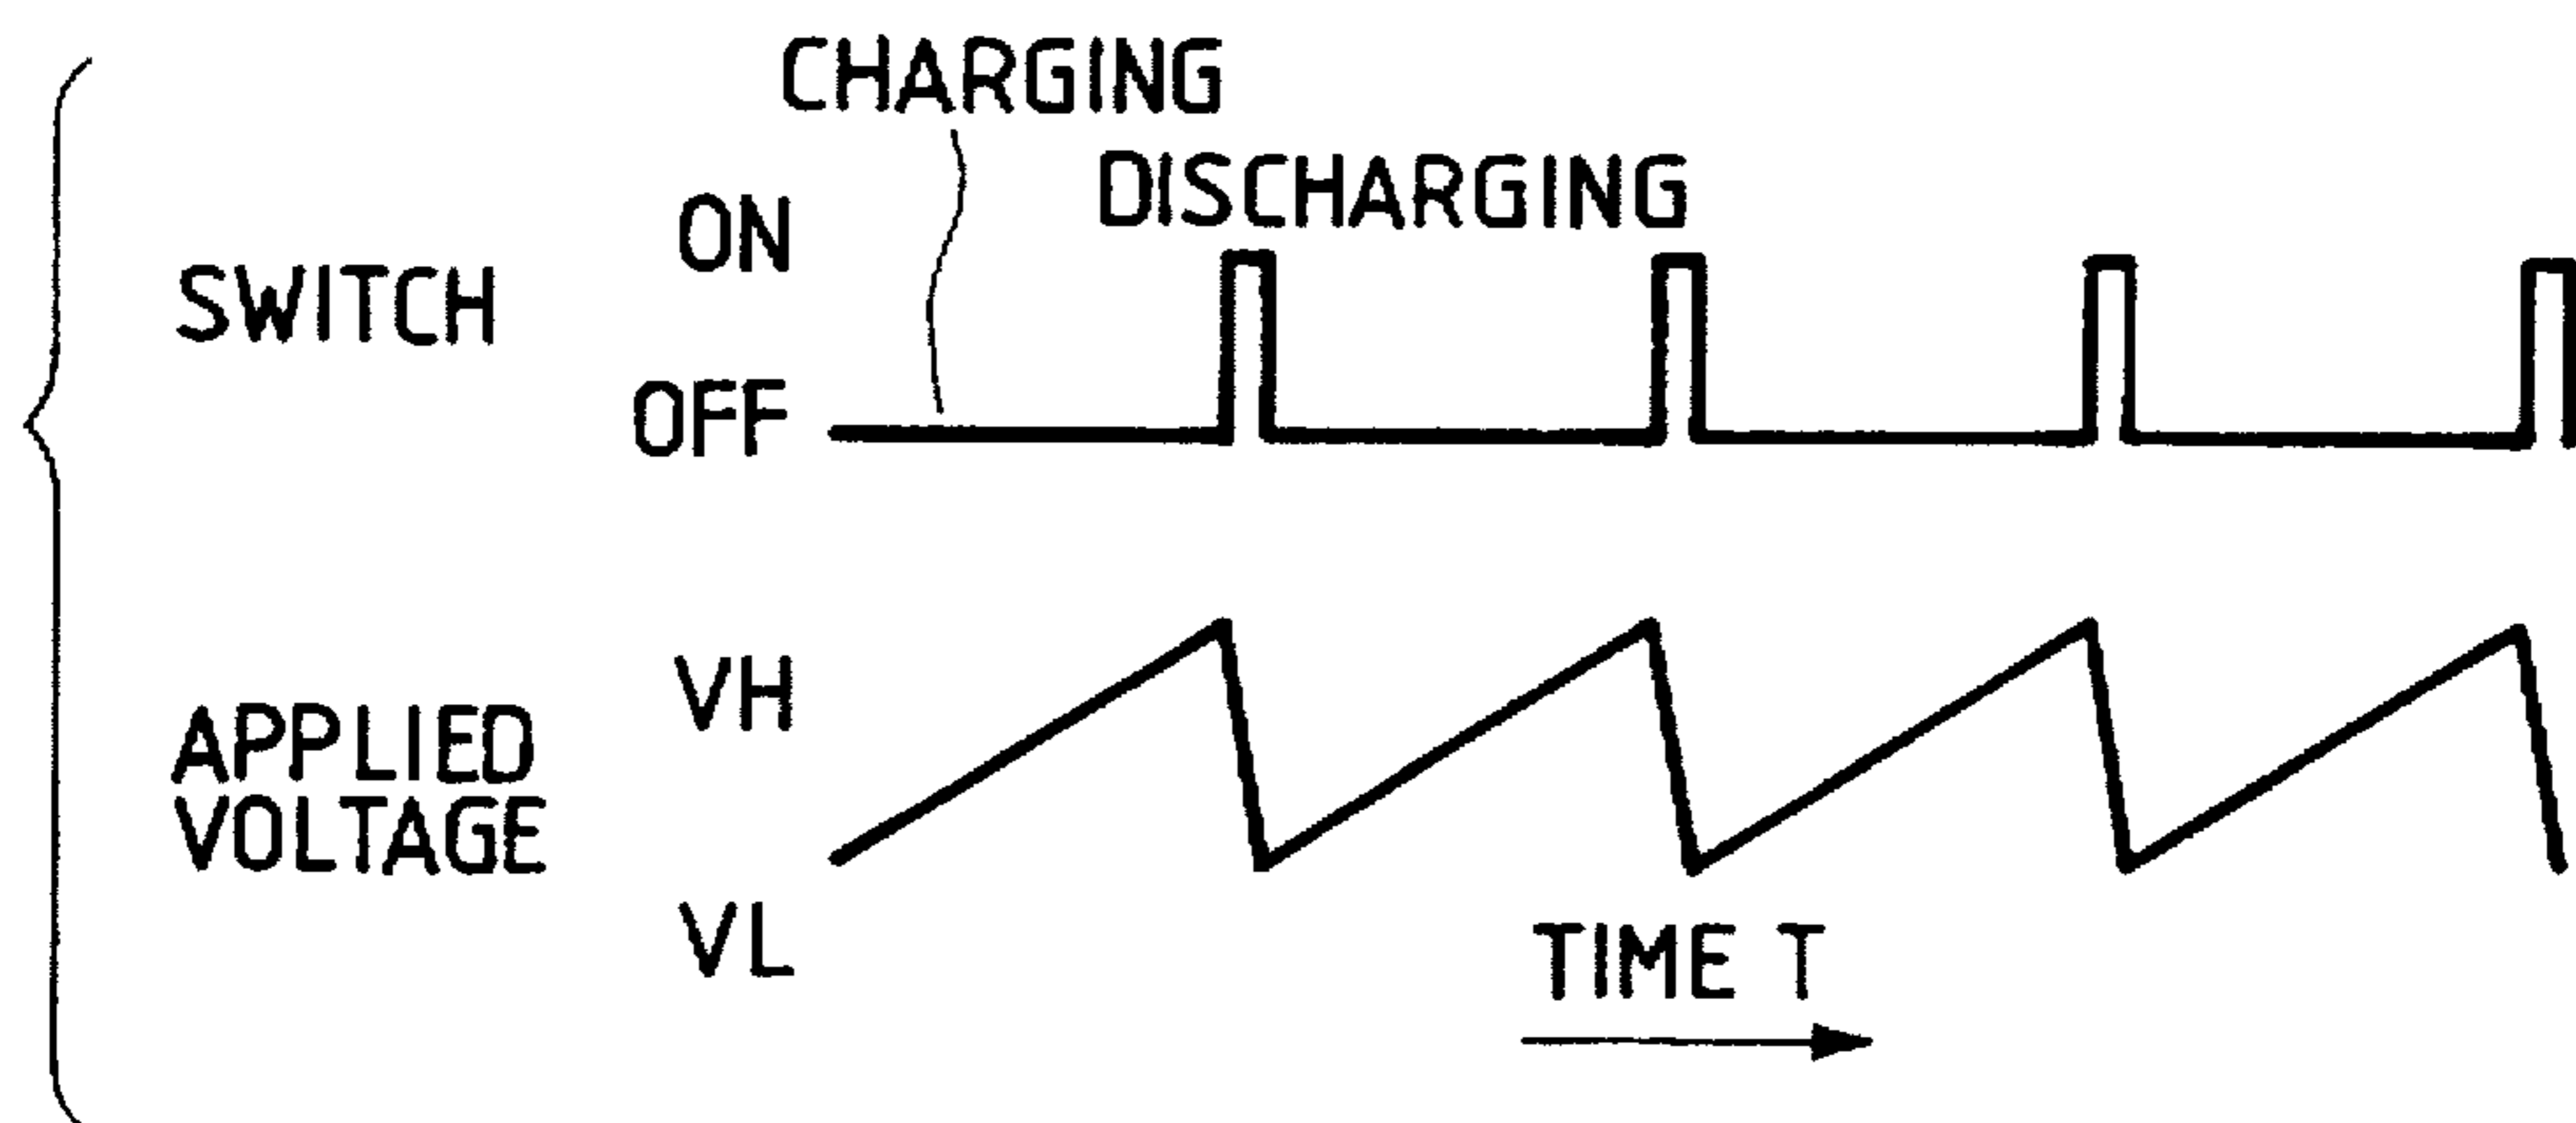 CHARGING
DISCHARGING
ON
SWITCH
OFF
VH
APPLIED
VOLTAGE
VL
TIME T